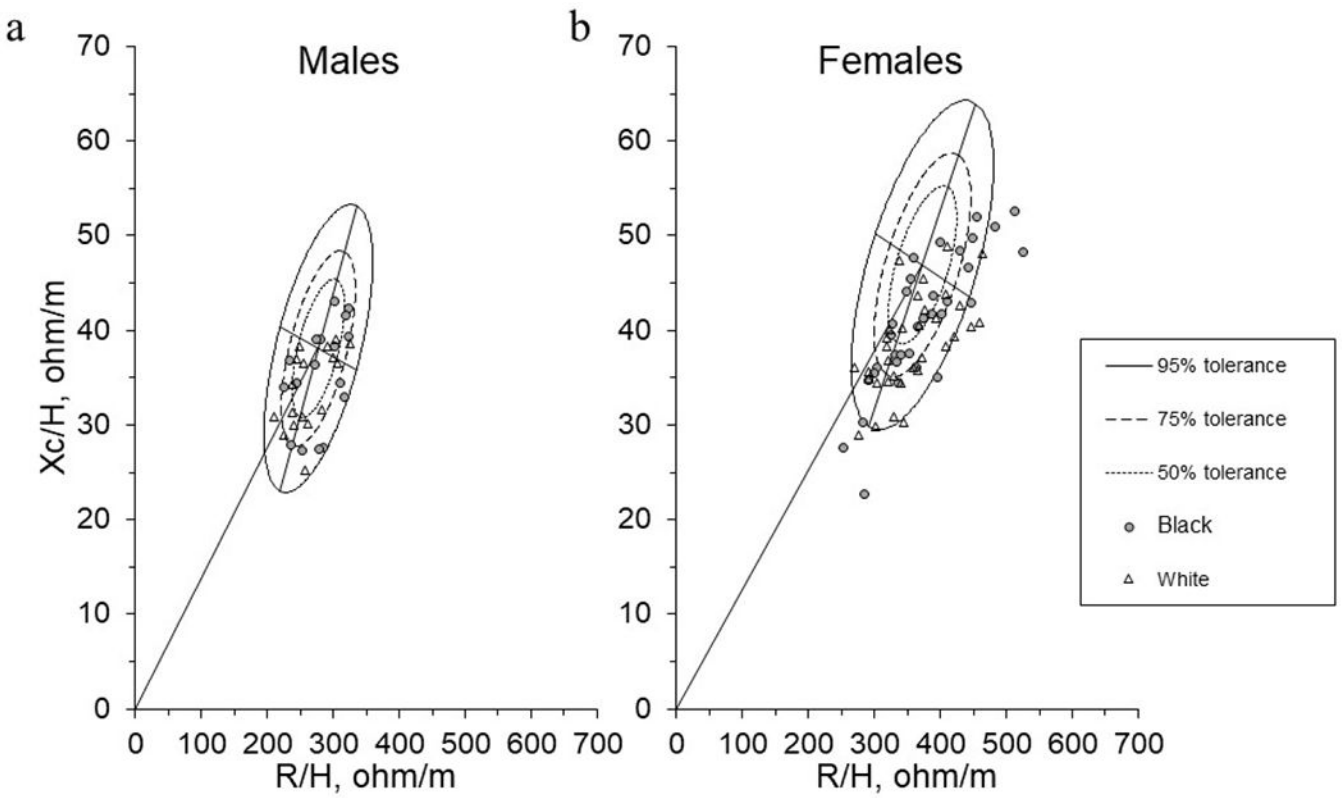 a
Males
70
60
50
40
30
20
10
0
Xc/H, ohm/m
0 100 200 300 400 500 600 700
R/H, ohm/m
b
Females
70
60
50
40
30
20
10
0
0 100 200 300 400 500 600 700
R/H, ohm/m
95% tolerance
75% tolerance
50% tolerance
Black
White